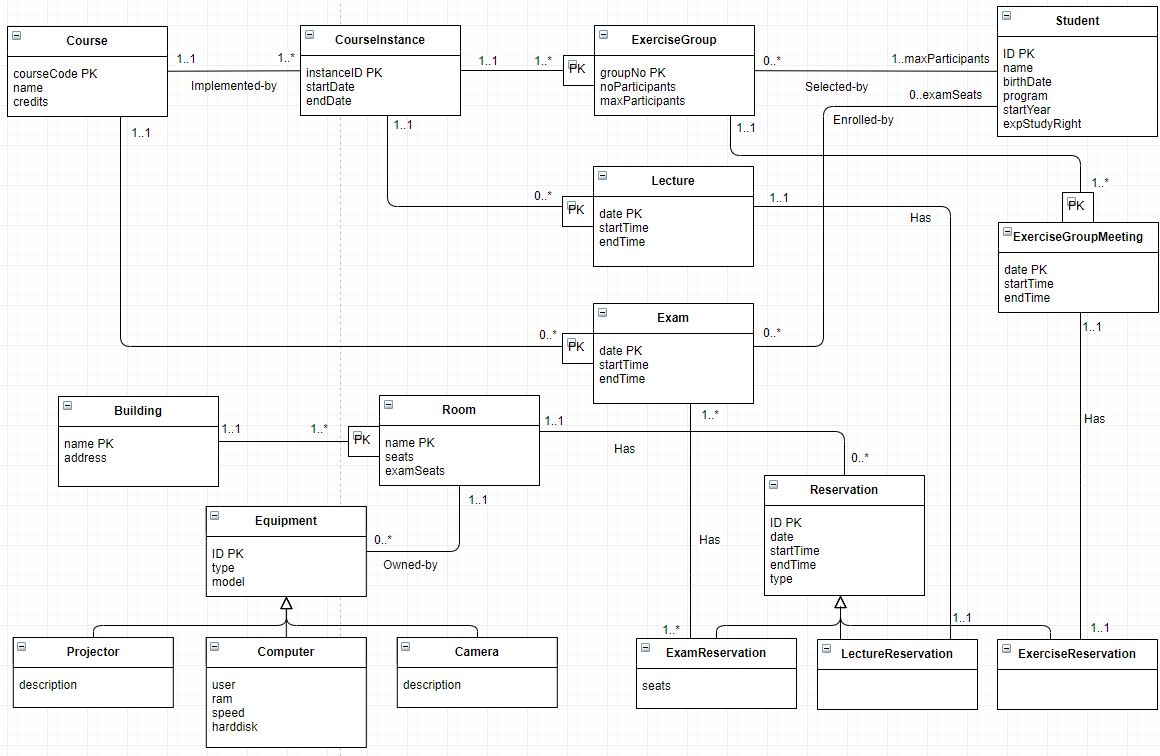 Course
courseCode PK
name
credits
1..1
1..*
Implemented-by
CourseInstance
instanceID PK
startDate
endDate
1..1
1..*
PK
ExerciseGroup
groupNo PK
noParticipants
maxParticipants
0..*
1..maxParticipants
Selected-by
0..examSeats
Enrolled-by
Student
ID PK
name
birthDate
program
startYear
expStudyRight
1..1
1..1
1..1
1..*
PK
ExerciseGroupMeeting
date PK
startTime
endTime
0..*
PK
Lecture
date PK
startTime
endTime
1..1
Has
0..*
PK
Exam
date PK
startTime
endTime
0..*
1..1
Has
Building
name PK
address
1..1
1..*
PK
Room
name PK
seats
examSeats
1..1
Has
0..*
1..*
1..1
Reservation
ID PK
date
startTime
endTime
type
Equipment
ID PK
type
model
0..*
Owned-by
Has
Projector
description
Computer
user
ram
speed
harddisk
Camera
description
1..*
ExamReservation
seats
1..1
LectureReservation
1..1
ExerciseReservation